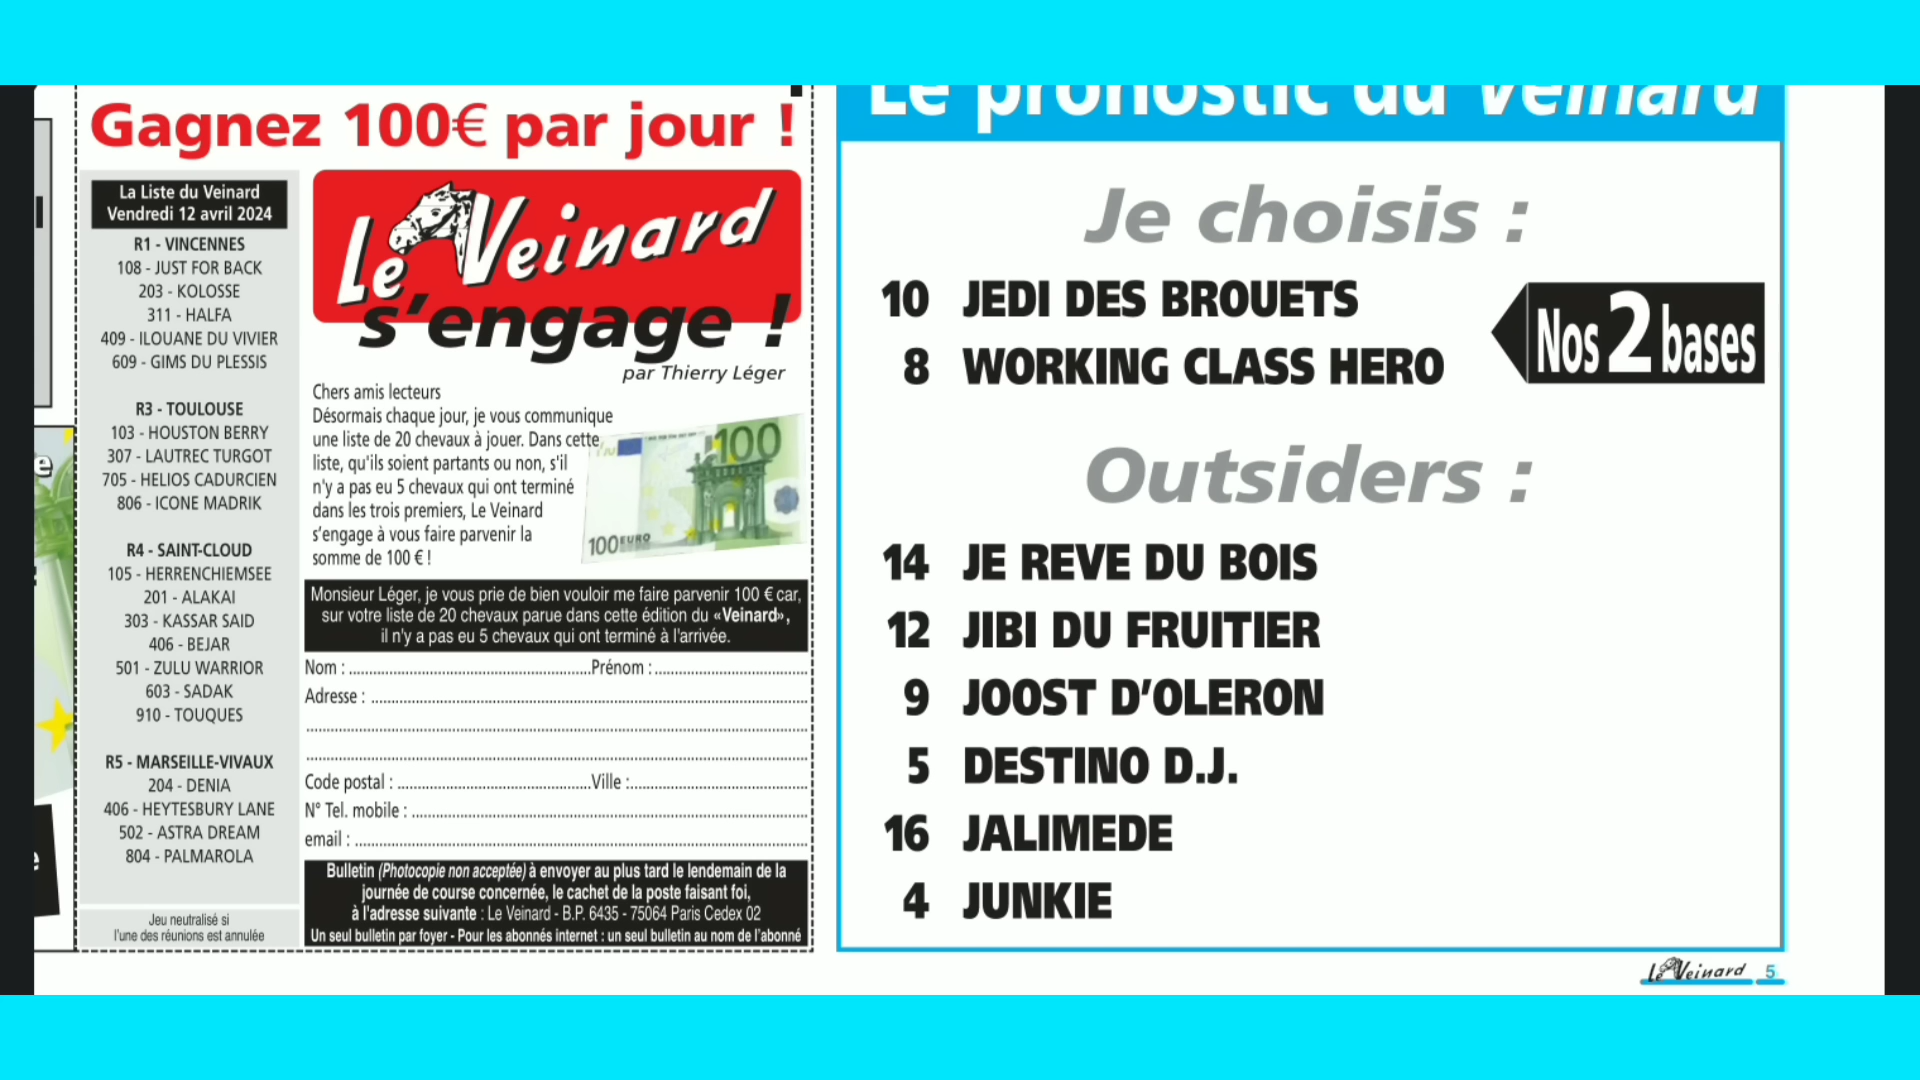 Gagnez 100€ par jour !
La Liste du Veinard
Vendredi 12 avril 2024
R1 - VINCENNES
108 - JUST FOR BACK
203 - KOLOSSE
311 - HALFA
409 - ILOUANE DU VIVIER
609 - GIMS DU PLESSIS
R3 - TOULOUSE
103 - HOUSTON BERRY
307 - LAUTREC TURGOT
705 - HELIOS CADURCIEN
806 - ICONE MADRIK
R4 - SAINT-CLOUD
105 - HERRENCHIEMSEE
201 - ALAKAI
303 - KASSAR SAID
406 - BEJAR
501 - ZULU WARRIOR
603 - SADAK
910 - TOUQUES
R5 - MARSEILLE-VIVAUX
204 - DENIA
406 - HEYTESBURY LANE
502 - ASTRA DREAM
804 - PALMAROLA
Jeu neutralisé si
l'une des réunions est annulée
Le Veinard
s'engage !
par Thierry Léger
Chers amis lecteurs
Désormais chaque jour, je vous communique
une liste de 20 chevaux à jouer. Dans cette
liste, qu'ils soient partants ou non, s'il
n'y a pas eu 5 chevaux qui ont terminé
dans les trois premiers, Le Veinard
s'engage à vous faire parvenir la
somme de 100 € !
100
100 EURO
Monsieur Léger, je vous prie de bien vouloir me faire parvenir 100 € car,
sur votre liste de 20 chevaux parue dans cette édition du «Veinard»,
il n'y a pas eu 5 chevaux qui ont terminé à l'arrivée.
Nom : Prénom :
Adresse :
Code postal : Ville :
N° Tel. mobile :
email :
Bulletin (Photocopie non acceptée) à envoyer au plus tard le lendemain de la
journée de course concernée, le cachet de la poste faisant foi,
à l'adresse suivante : Le Veinard - B.P. 6435 - 75064 Paris Cedex 02
Un seul bulletin par foyer - Pour les abonnés internet : un seul bulletin au nom de l'abonné
Le pronostic du Veinard
Je choisis :
10 JEDI DES BROUETS
8 WORKING CLASS HERO
Nos 2 bases
Outsiders :
14 JE REVE DU BOIS
12 JIBI DU FRUITIER
9 JOOST D'OLERON
5 DESTINO D.J.
16 JALIMEDE
4 JUNKIE
Le Veinard 5